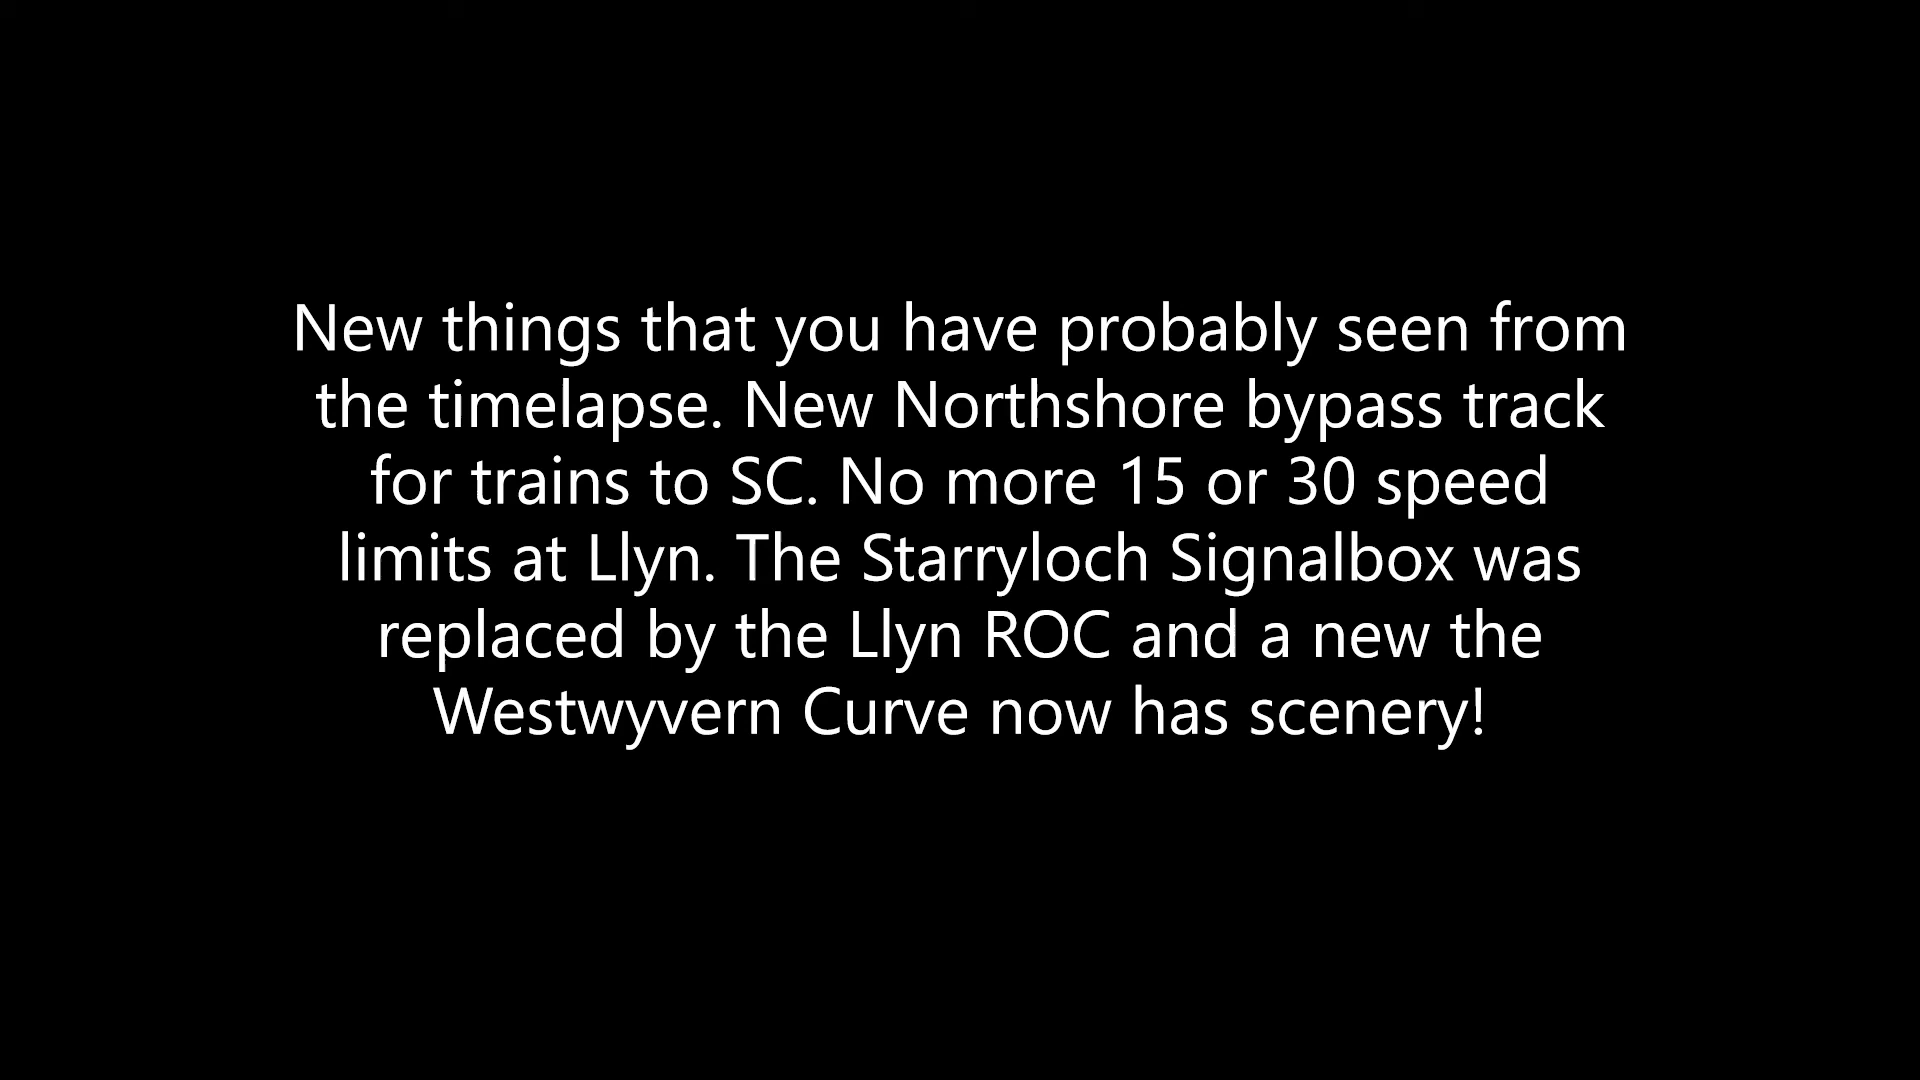 New things that you have probably seen from
the timelapse. New Northshore bypass track
for trains to SC. No more 15 or 30 speed
limits at Llyn. The Starryloch Signalbox was
replaced by the Llyn ROC and a new the
Westwyvern Curve now has scenery!